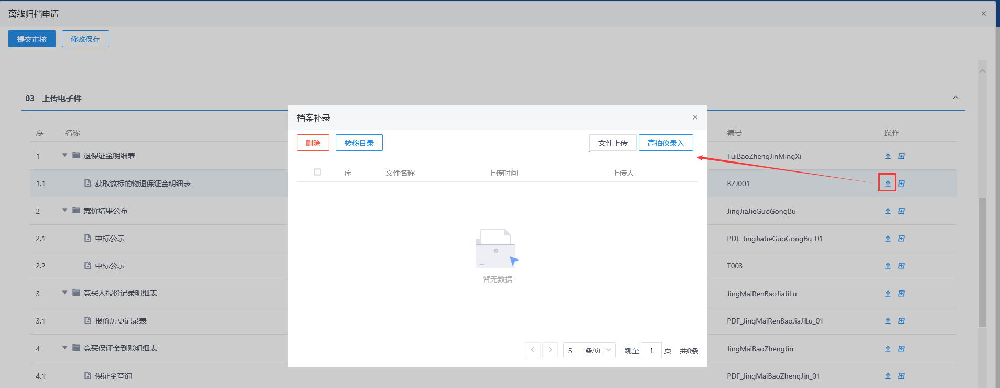 离线归档申请
提交审核 修改保存
03 上传电子件
序 名称 编号 操作
1 退保证金明细表 TuiBaoZhengJinMingXi
1.1 获取该标的物退保证金明细表 BZJ001
2 竞价结果公布 JingJiaJieGuoGongBu
2.1 中标公示 PDF_JingJiaJieGuoGongBu_01
2.2 中标公示 T003
3 竞买人报价记录明细表 JingMaiRenBaoJiaJiLu
3.1 报价历史记录表 PDF_JingMaiRenBaoJiaJiLu_01
4 竞买保证金到账明细表 JingMaiBaoZhengJin
4.1 保证金查询 PDF_JingMaiBaoZhengJin_01
档案补录
删除 转移目录 文件上传 高拍仪录入
序 文件名称 上传时间 上传人
暂无数据
5 条/页 跳至 1 页 共0条